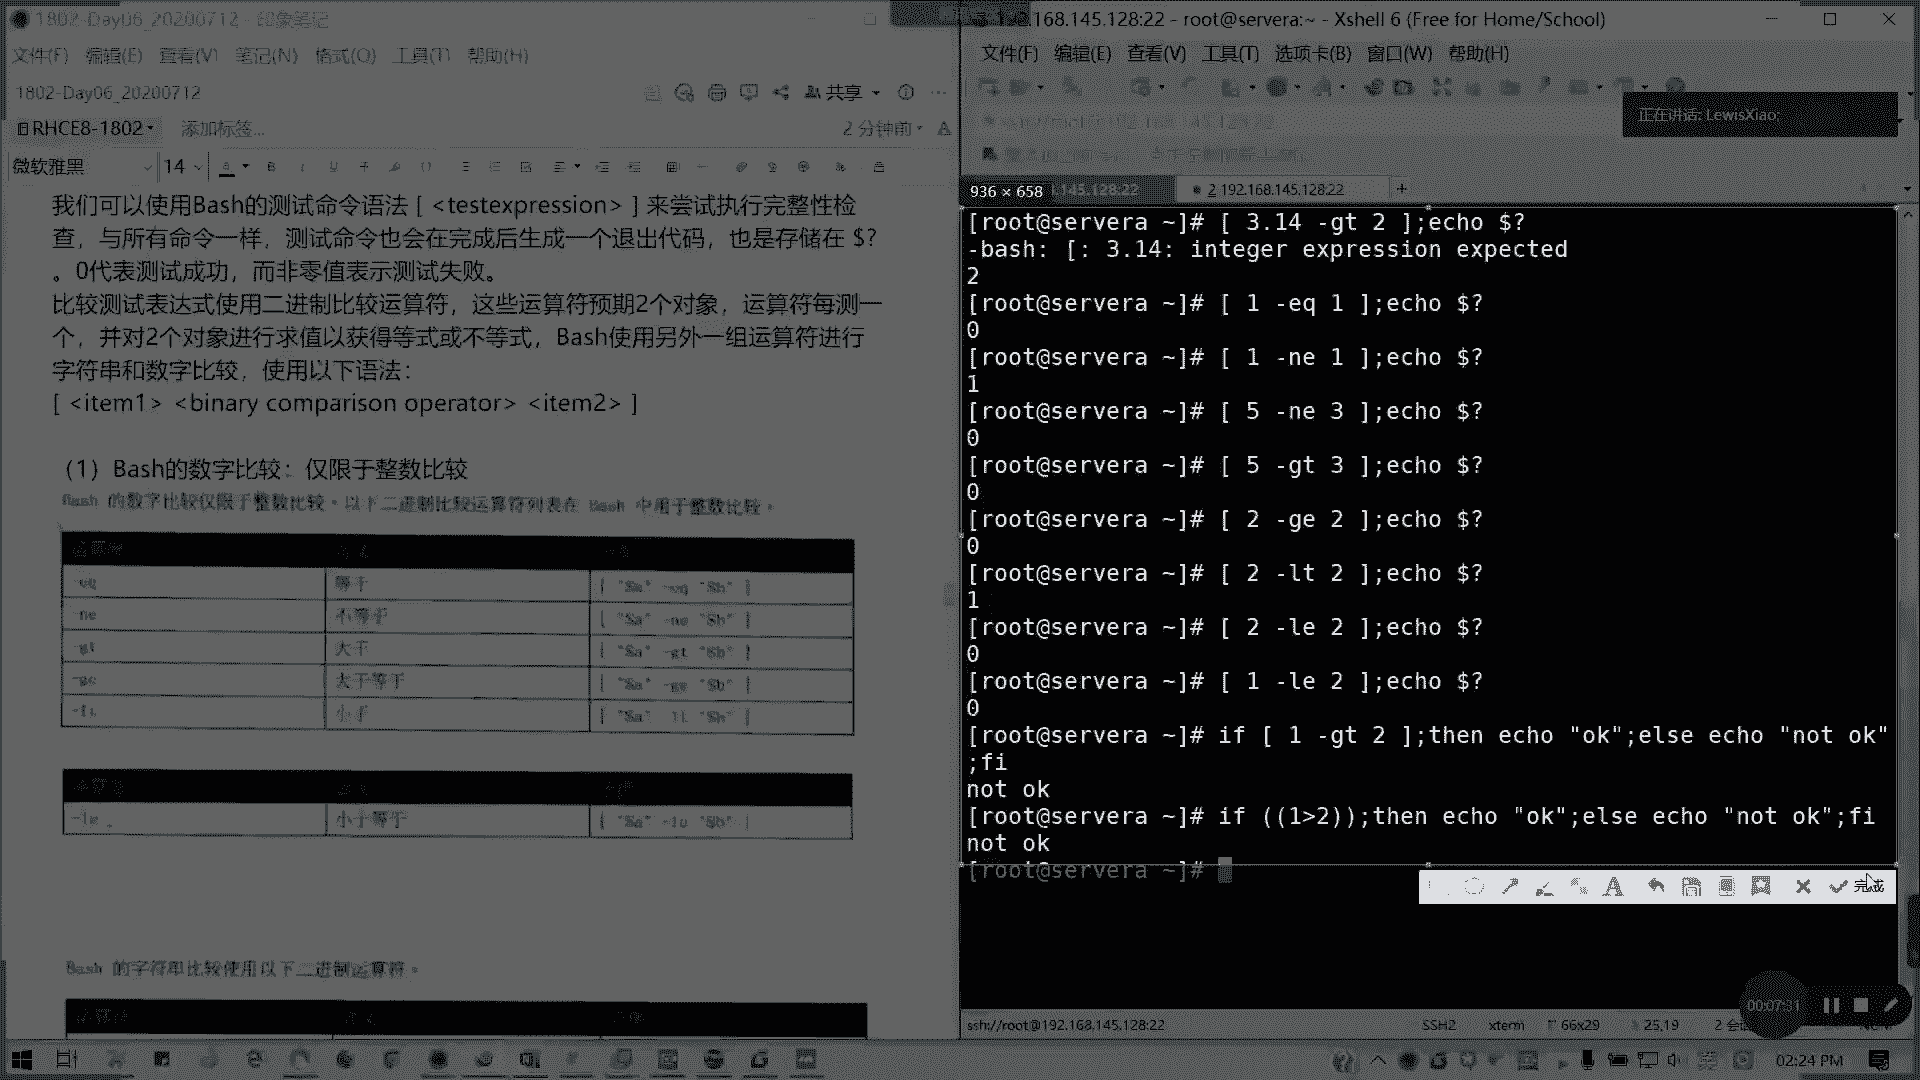 1802-Day06_20200712 - 印象笔记
文件(F) 编辑(E) 查看(V) 笔记(N) 格式(O) 工具(T) 帮助(H)
1802-Day06_20200712
共享
RHCE8-1802
添加标签...
2 分钟前
微软雅黑
14
我们可以使用Bash的测试命令语法 [ <testexpression> ] 来尝试执行完整性检
查，与所有命令一样，测试命令也会在完成后生成一个退出代码，也是存储在 $?
。0代表测试成功，而非零值表示测试失败。
比较测试表达式使用二进制比较运算符，这些运算符预期2个对象，运算符每测一
个，并对2个对象进行求值以获得等式或不等式，Bash使用另外一组运算符进行
字符串和数字比较，使用以下语法：
[ <item1> <binary comparison operator> <item2> ]
（1）Bash的数字比较：仅限于整数比较
Bash 的数字比较仅限于整数比较。以下二进制比较运算符列表在 Bash 中用于整数比较。
-eq 等于 [ "$a" -eq "$b" ]
-ne 不等于 [ "$a" -ne "$b" ]
-gt 大于 [ "$a" -gt "$b" ]
-ge 大于等于 [ "$a" -ge "$b" ]
-lt 小于 [ "$a" -lt "$b" ]
-le 小于等于 [ "$a" -le "$b" ]
Bash 的字符串比较使用以下二进制运算符。
.168.145.128:22 - root@servera:~ - Xshell 6 (Free for Home/School)
文件(F) 编辑(E) 查看(V) 工具(T) 选项卡(B) 窗口(W) 帮助(H)
正在讲话: LewisXiao;
936 × 658
.145.128:22
2 192.168.145.128:22
[root@servera ~]# [ 3.14 -gt 2 ];echo $?
-bash: [: 3.14: integer expression expected
2
[root@servera ~]# [ 1 -eq 1 ];echo $?
0
[root@servera ~]# [ 1 -ne 1 ];echo $?
1
[root@servera ~]# [ 5 -ne 3 ];echo $?
0
[root@servera ~]# [ 5 -gt 3 ];echo $?
0
[root@servera ~]# [ 2 -ge 2 ];echo $?
0
[root@servera ~]# [ 2 -lt 2 ];echo $?
1
[root@servera ~]# [ 2 -le 2 ];echo $?
0
[root@servera ~]# [ 1 -le 2 ];echo $?
0
[root@servera ~]# if [ 1 -gt 2 ];then echo "ok";else echo "not ok"
;fi
not ok
[root@servera ~]# if ((1>2));then echo "ok";else echo "not ok";fi
not ok
[root@servera ~]#
完成
00:07:31
ssh://root@192.168.145.128:22
SSH2
xterm
66x29
25,19
02:24 PM